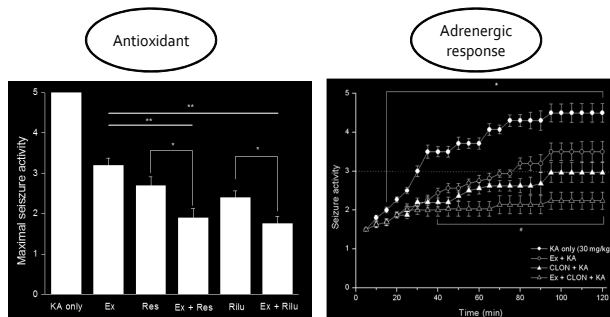 Antioxidant
Adrenergic
response
Maximal seiszure activity
5
4
3
2
1
0
**
**
*
*
KA only
Ex
Res
Ex + Res
Rilu
Ex + Rilu
Seizure activity
5
4
3
2
1
0
20
40
60
80
100
120
Time (min)
*
#
KA only (30 mg/kg)
Ex + KA
CLON + KA
Ex + CLON + KA